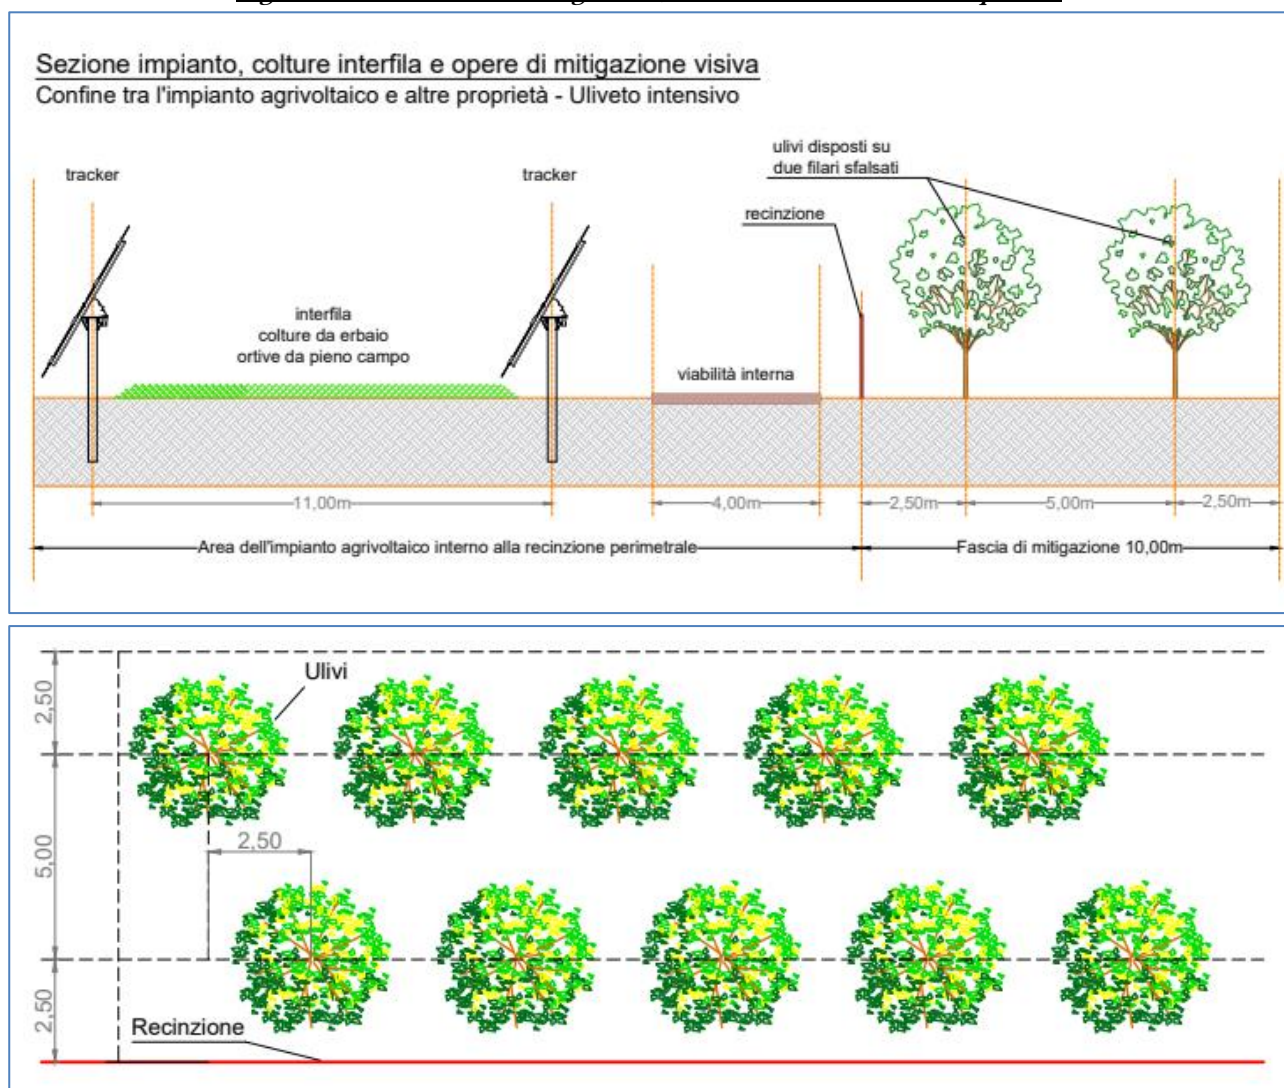 Sezione impianto, colture interfila e opere di mitigazione visiva
Confine tra l'impianto agrivoltaico e altre proprietà - Uliveto intensivo
ulivi disposti su
due filari sfalsati
tracker
tracker
recinzione
interfila
colture da erbaio
ortive da pieno campo
viabilità interna
11,00m
4,00m
2,50m
5,00m
2,50m
Area dell'impianto agrivoltaico interno alla recinzione perimetrale
Fascia di mitigazione 10,00m
Ulivi
2,50
5,00
2,50
2,50
Recinzione